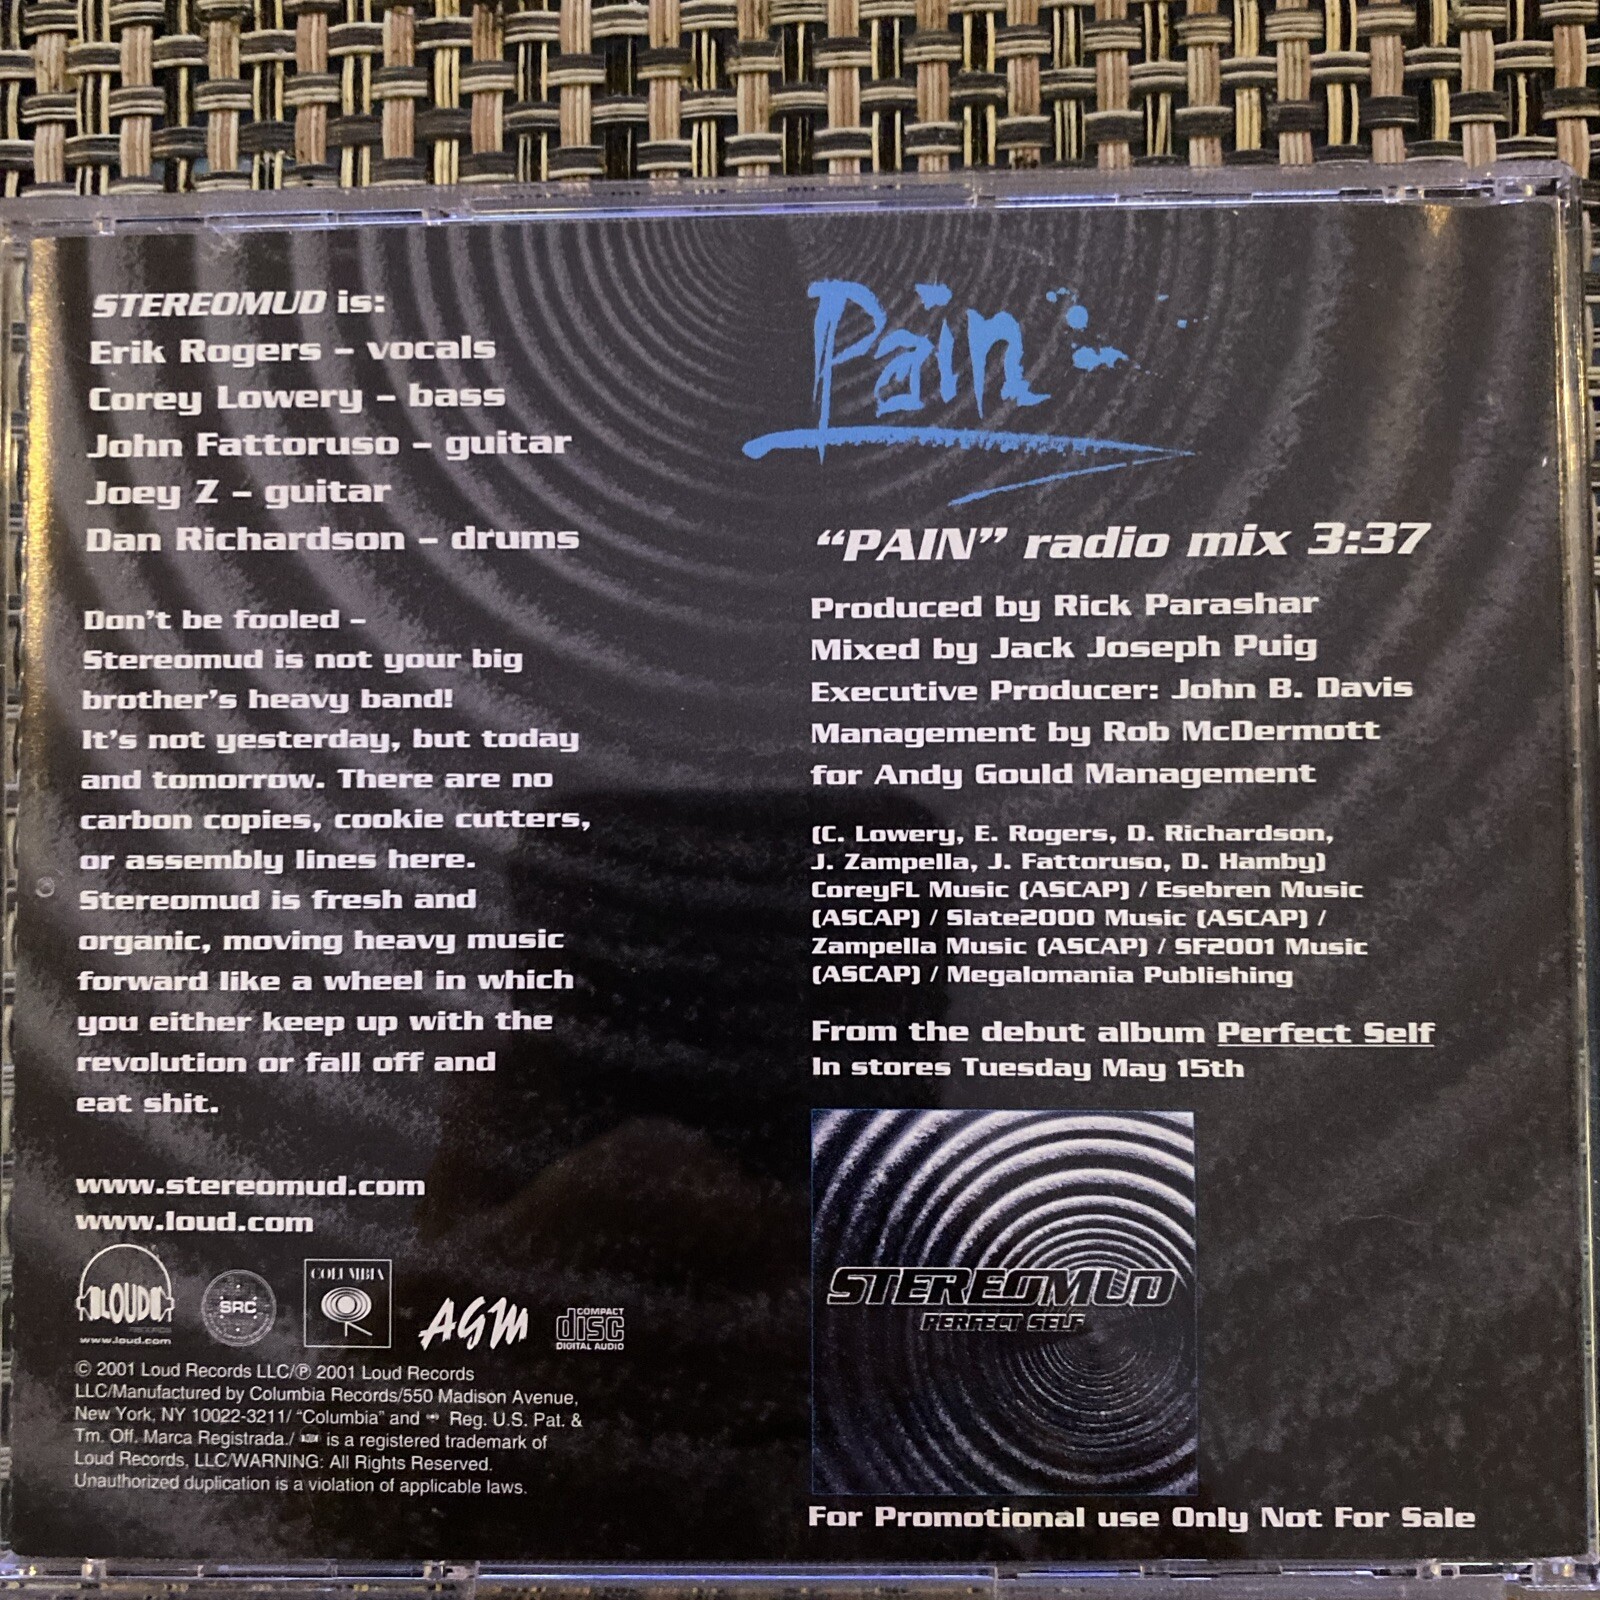 STEREOMUD is:
Erik Rogers – vocals
Corey Lowery – bass
John Fattoruso – guitar
Joey Z – guitar
Dan Richardson – drums
Don't be fooled –
Stereomud is not your big
brother's heavy band!
It's not yesterday, but today
and tomorrow. There are no
carbon copies, cookie cutters,
or assembly lines here.
Stereomud is fresh and
organic, moving heavy music
forward like a wheel in which
you either keep up with the
revolution or fall off and
eat shit.
www.stereomud.com
www.loud.com
LOUD
RECORDS
www.loud.com
SRC
COLUMBIA
AGM
COMPACT
disc
DIGITAL AUDIO
© 2001 Loud Records LLC/℗ 2001 Loud Records
LLC/Manufactured by Columbia Records/550 Madison Avenue,
New York, NY 10022-3211/ "Columbia" and Reg. U.S. Pat. &
Tm. Off. Marca Registrada./ is a registered trademark of
Loud Records, LLC/WARNING: All Rights Reserved.
Unauthorized duplication is a violation of applicable laws.
Pain
“PAIN” radio mix 3:37
Produced by Rick Parashar
Mixed by Jack Joseph Puig
Executive Producer: John B. Davis
Management by Rob McDermott
for Andy Gould Management
(C. Lowery, E. Rogers, D. Richardson,
J. Zampella, J. Fattoruso, D. Hamby)
CoreyFL Music (ASCAP) / Esebren Music
(ASCAP) / Slate2000 Music (ASCAP) /
Zampella Music (ASCAP) / SF2001 Music
(ASCAP) / Megalomania Publishing
From the debut album Perfect Self
In stores Tuesday May 15th
STEREOMUD
PERFECT SELF
For Promotional use Only Not For Sale